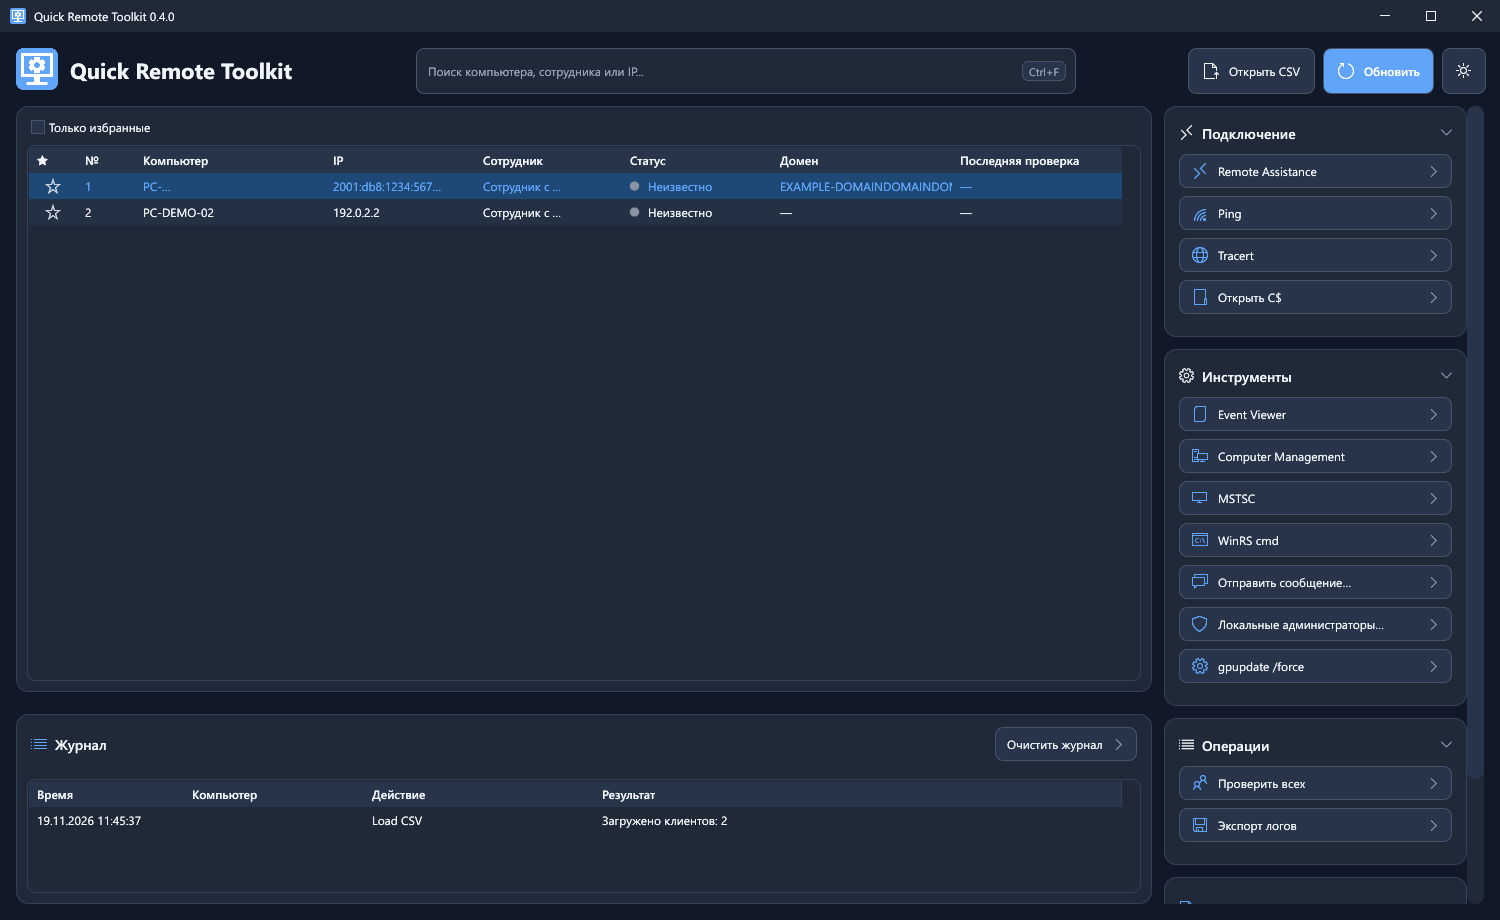 Quick Remote Toolkit 0.4.0
Quick Remote Toolkit
Поиск компьютера, сотрудника или IP...
Ctrl+F
Открыть CSV
Обновить
Только избранные
№ Компьютер IP Сотрудник Статус Домен Последняя проверка
1 PC-... 2001:db8:1234:567... Сотрудник с ... Неизвестно EXAMPLE-DOMAINDOMAINDOM —
2 PC-DEMO-02 192.0.2.2 Сотрудник с ... Неизвестно — —
Журнал
Очистить журнал
Время Компьютер Действие Результат
19.11.2026 11:45:37 Load CSV Загружено клиентов: 2
Подключение
Remote Assistance
Ping
Tracert
Открыть C$
Инструменты
Event Viewer
Computer Management
MSTSC
WinRS cmd
Отправить сообщение...
Локальные администраторы...
gpupdate /force
Операции
Проверить всех
Экспорт логов